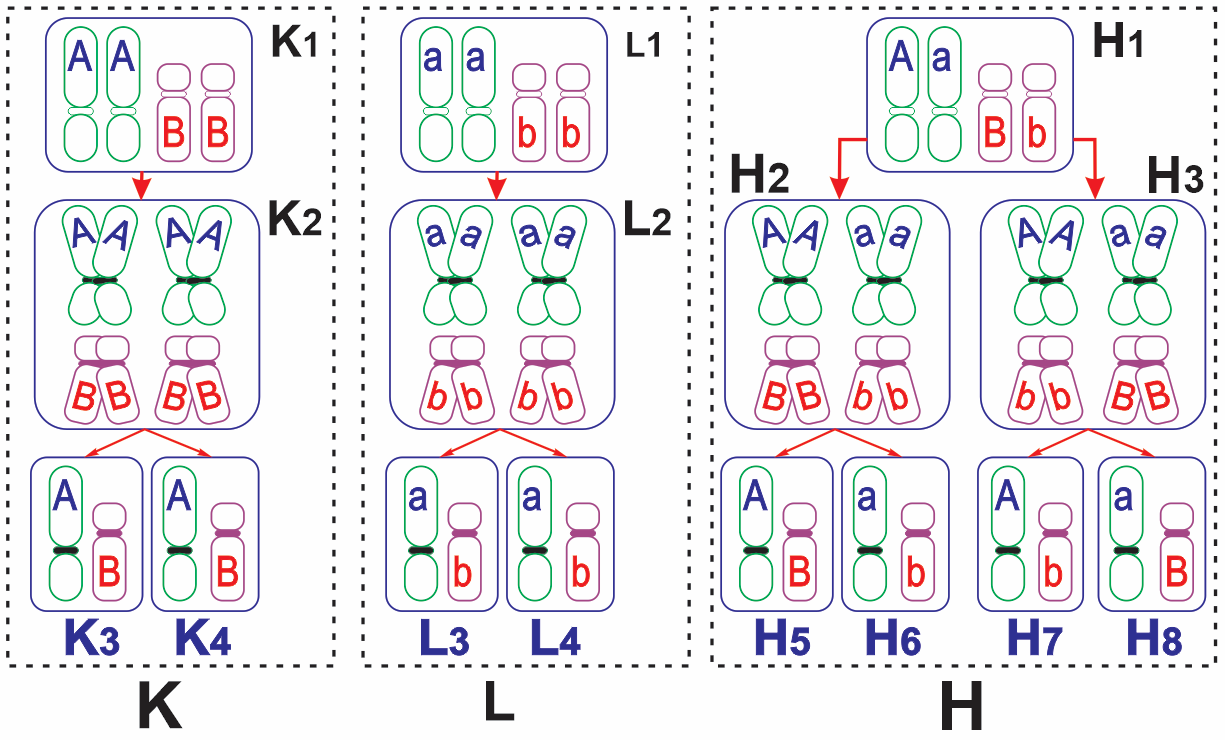 A A B B K1
a a b b L1
A a B b H1
H2 H3
A A A A K2
B B B B
a a a a L2
b b b b
A A a a
B B b b
A A a a
b b B B
A B A B
a b a b
A B a b
A b a B
K3 K4 L3 L4 H5 H6 H7 H8
K L H